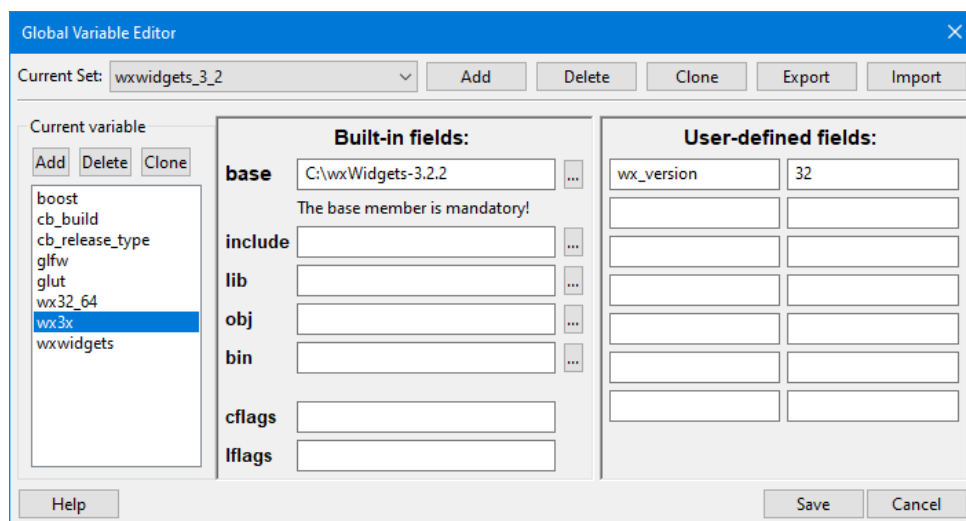 Global Variable Editor
Current Set: wxwidgets_3_2 Add Delete Clone Export Import
Current variable
Add Delete Clone
boost
cb_build
cb_release_type
glfw
glut
wx32_64
wx3x
wxwidgets
Built-in fields:
base C:\wxWidgets-3.2.2 ...
The base member is mandatory!
include ...
lib ...
obj ...
bin ...
cflags
lflags
User-defined fields:
wx_version 32
Help Save Cancel